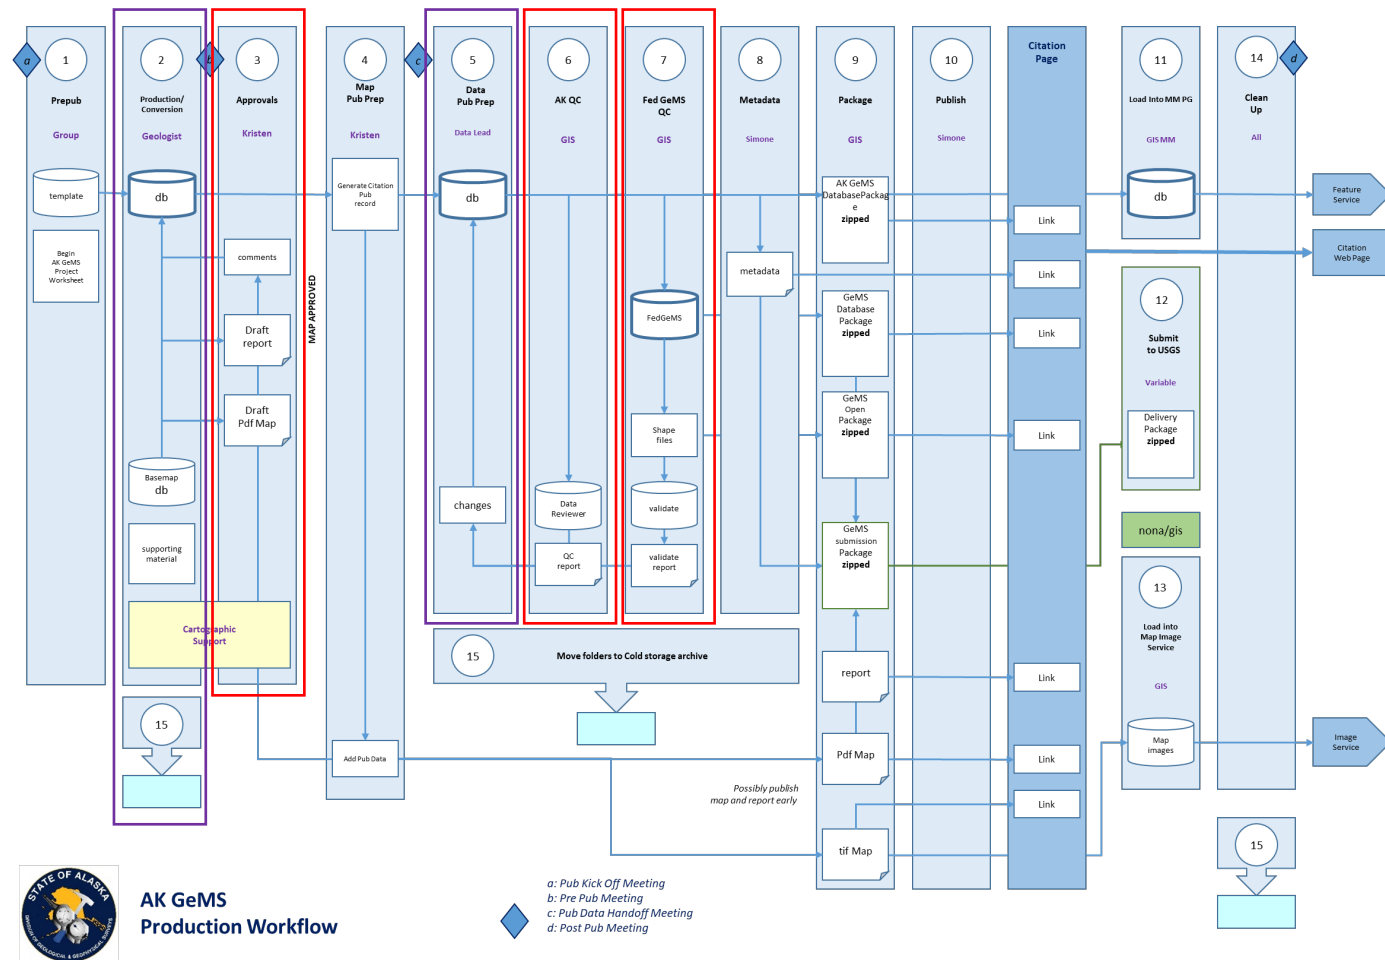 a
1
Prepub
Group
template
Begin
AK GeMS
Project
Worksheet
2
Production/
Conversion
Geologist
db
Basemap
db
supporting
material
Cartographic
Support
15
b
3
Approvals
Kristen
comments
Draft
report
Draft
Pdf Map
MAP APPROVED
4
Map
Pub Prep
Kristen
Generate Citation
Pub
record
Add Pub Data
c
5
Data
Pub Prep
Data Lead
db
changes
6
AK QC
GIS
Data
Reviewer
QC
report
7
Fed GeMS
QC
GIS
FedGeMS
Shape
files
validate
validate
report
8
Metadata
Simone
metadata
15
Move folders to Cold storage archive
Possibly publish
map and report early
9
Package
GIS
AK GeMS
DatabasePackag
e
zipped
GeMS
Database
Package
zipped
GeMS
Open
Package
zipped
GeMS
submission
Package
zipped
report
Pdf Map
tif Map
10
Publish
Simone
Citation
Page
Link
Link
Link
Link
Link
Link
Link
11
Load Into MM PG
GIS MM
db
12
Submit
to USGS
Variable
Delivery
Package
zipped
nona/gis
13
Load into
Map Image
Service
GIS
Map
images
14
d
Clean
Up
All
15
Feature
Service
Citation
Web Page
Image
Service
STATE OF ALASKA
DIVISION OF GEOLOGICAL & GEOPHYSICAL SURVEYS
AK GeMS
Production Workflow
a: Pub Kick Off Meeting
b: Pre Pub Meeting
c: Pub Data Handoff Meeting
d: Post Pub Meeting